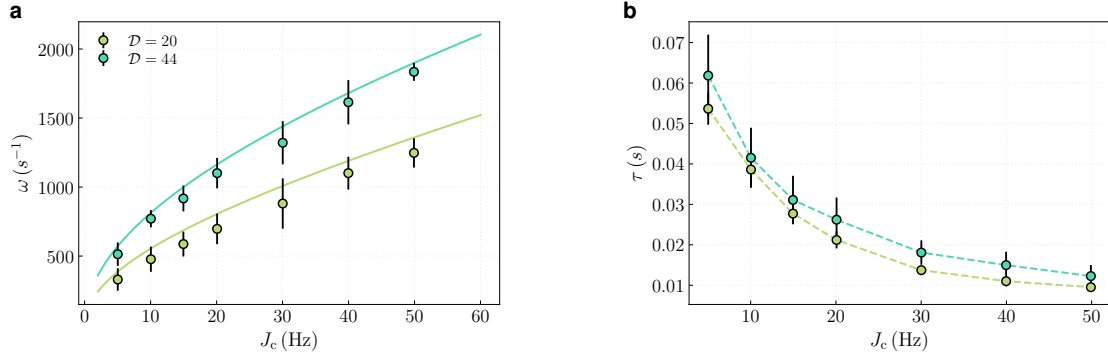 a
2000
1500
1000
500
ω (s⁻¹)
𝒟 = 20
𝒟 = 44
0 10 20 30 40 50 60
J_c (Hz)
b
0.07
0.06
0.05
0.04
0.03
0.02
0.01
τ (s)
10 20 30 40 50
J_c (Hz)